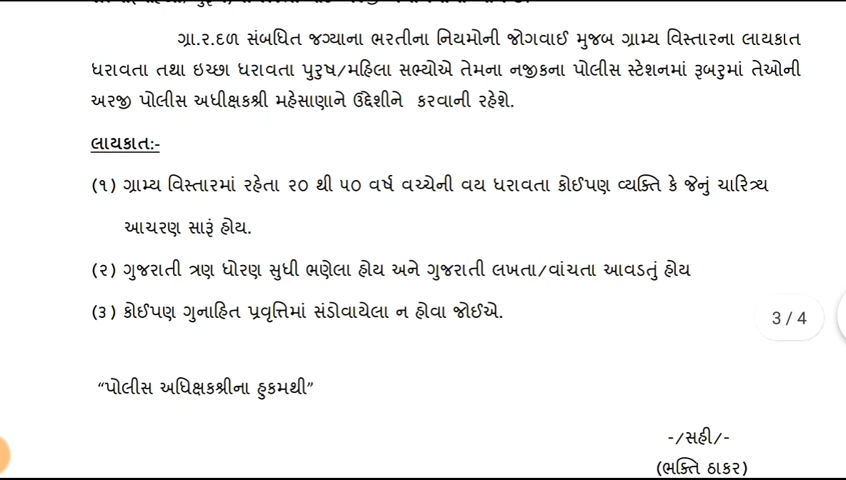 ગ્રા.ર.દળ સંબધિત જગ્યાના ભરતીના નિયમોની જોગવાઈ મુજબ ગ્રામ્ય વિસ્તારના લાયકાત
ધરાવતા તથા ઇચ્છા ધરાવતા પુરુષ/મહિલા સભ્યોએ તેમના નજીકના પોલીસ સ્ટેશનમાં રૂબરુમાં તેઓની
અરજી પોલીસ અધીક્ષકશ્રી મહેસાણાને ઉદ્દેશીને કરવાની રહેશે.
લાયકાતઃ-
(૧) ગ્રામ્ય વિસ્તારમાં રહેતા ૨૦ થી ૫૦ વર્ષ વચ્ચેની વય ધરાવતા કોઈપણ વ્યક્તિ કે જેનું ચારિત્ર્ય
આચરણ સારૂં હોય.
(૨) ગુજરાતી ત્રણ ધોરણ સુધી ભણેલા હોય અને ગુજરાતી લખતા/વાંચતા આવડતું હોય
(૩) કોઈપણ ગુનાહિત પ્રવૃત્તિમાં સંડોવાયેલા ન હોવા જોઈએ.
3 / 4
“પોલીસ અધિક્ષકશ્રીના હુકમથી”
-/સહી/-
(ભક્તિ ઠાકર)